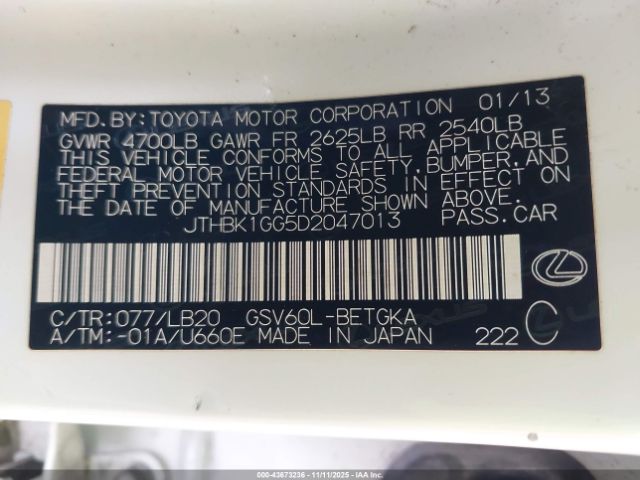 MFD.BY:TOYOTA MOTOR CORPORATION 01/13
GVWR 4700LB GAWR FR 2625LB RR 2540LB
THIS VEHICLE CONFORMS TO ALL APPLICABLE
FEDERAL MOTOR VEHICLE SAFETY,BUMPER,AND
THEFT PREVENTION STANDARDS IN EFFECT ON
THE DATE OF MANUFACTURE SHOWN ABOVE.
JTHBK1GG5D2047013 PASS.CAR
C/TR:077/LB20 GSV60L-BETGKA
A/TM:-01A/U660E MADE IN JAPAN 222 C
000-43673236 - 11/11/2025 - IAA Inc.